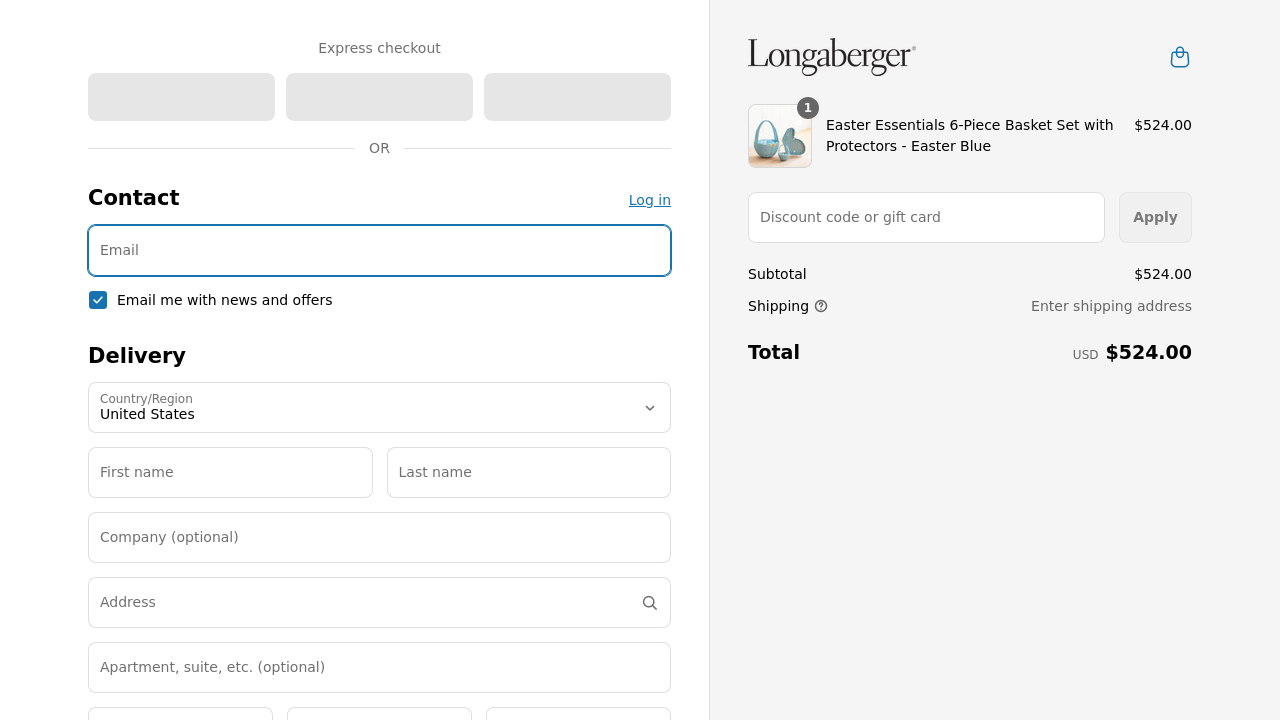 Express checkout
OR
Contact
Log in
Email
Email me with news and offers
Delivery
Country/Region
United States
First name
Last name
Company (optional)
Address
Apartment, suite, etc. (optional)
Longaberger®
1
Easter Essentials 6-Piece Basket Set with
Protectors - Easter Blue
$524.00
Discount code or gift card
Apply
Subtotal
$524.00
Shipping
Enter shipping address
Total
USD $524.00